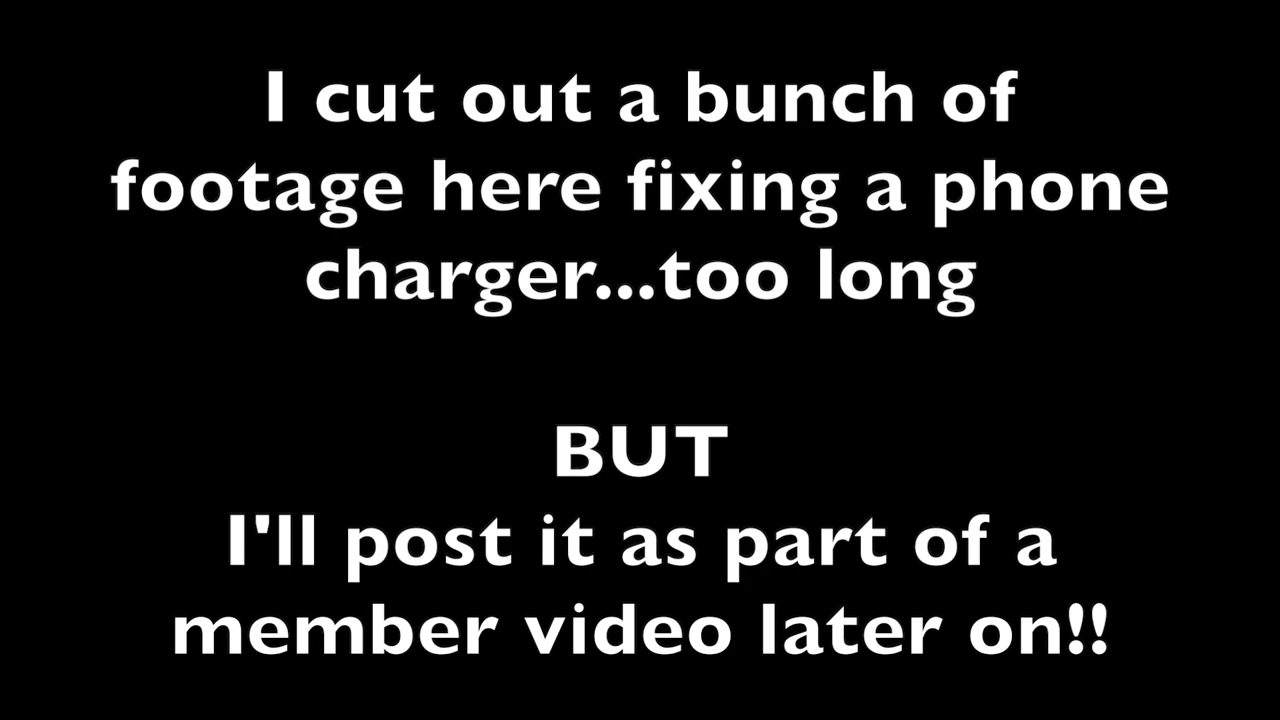 I cut out a bunch of
footage here fixing a phone
charger...too long
BUT
I'll post it as part of a
member video later on!!